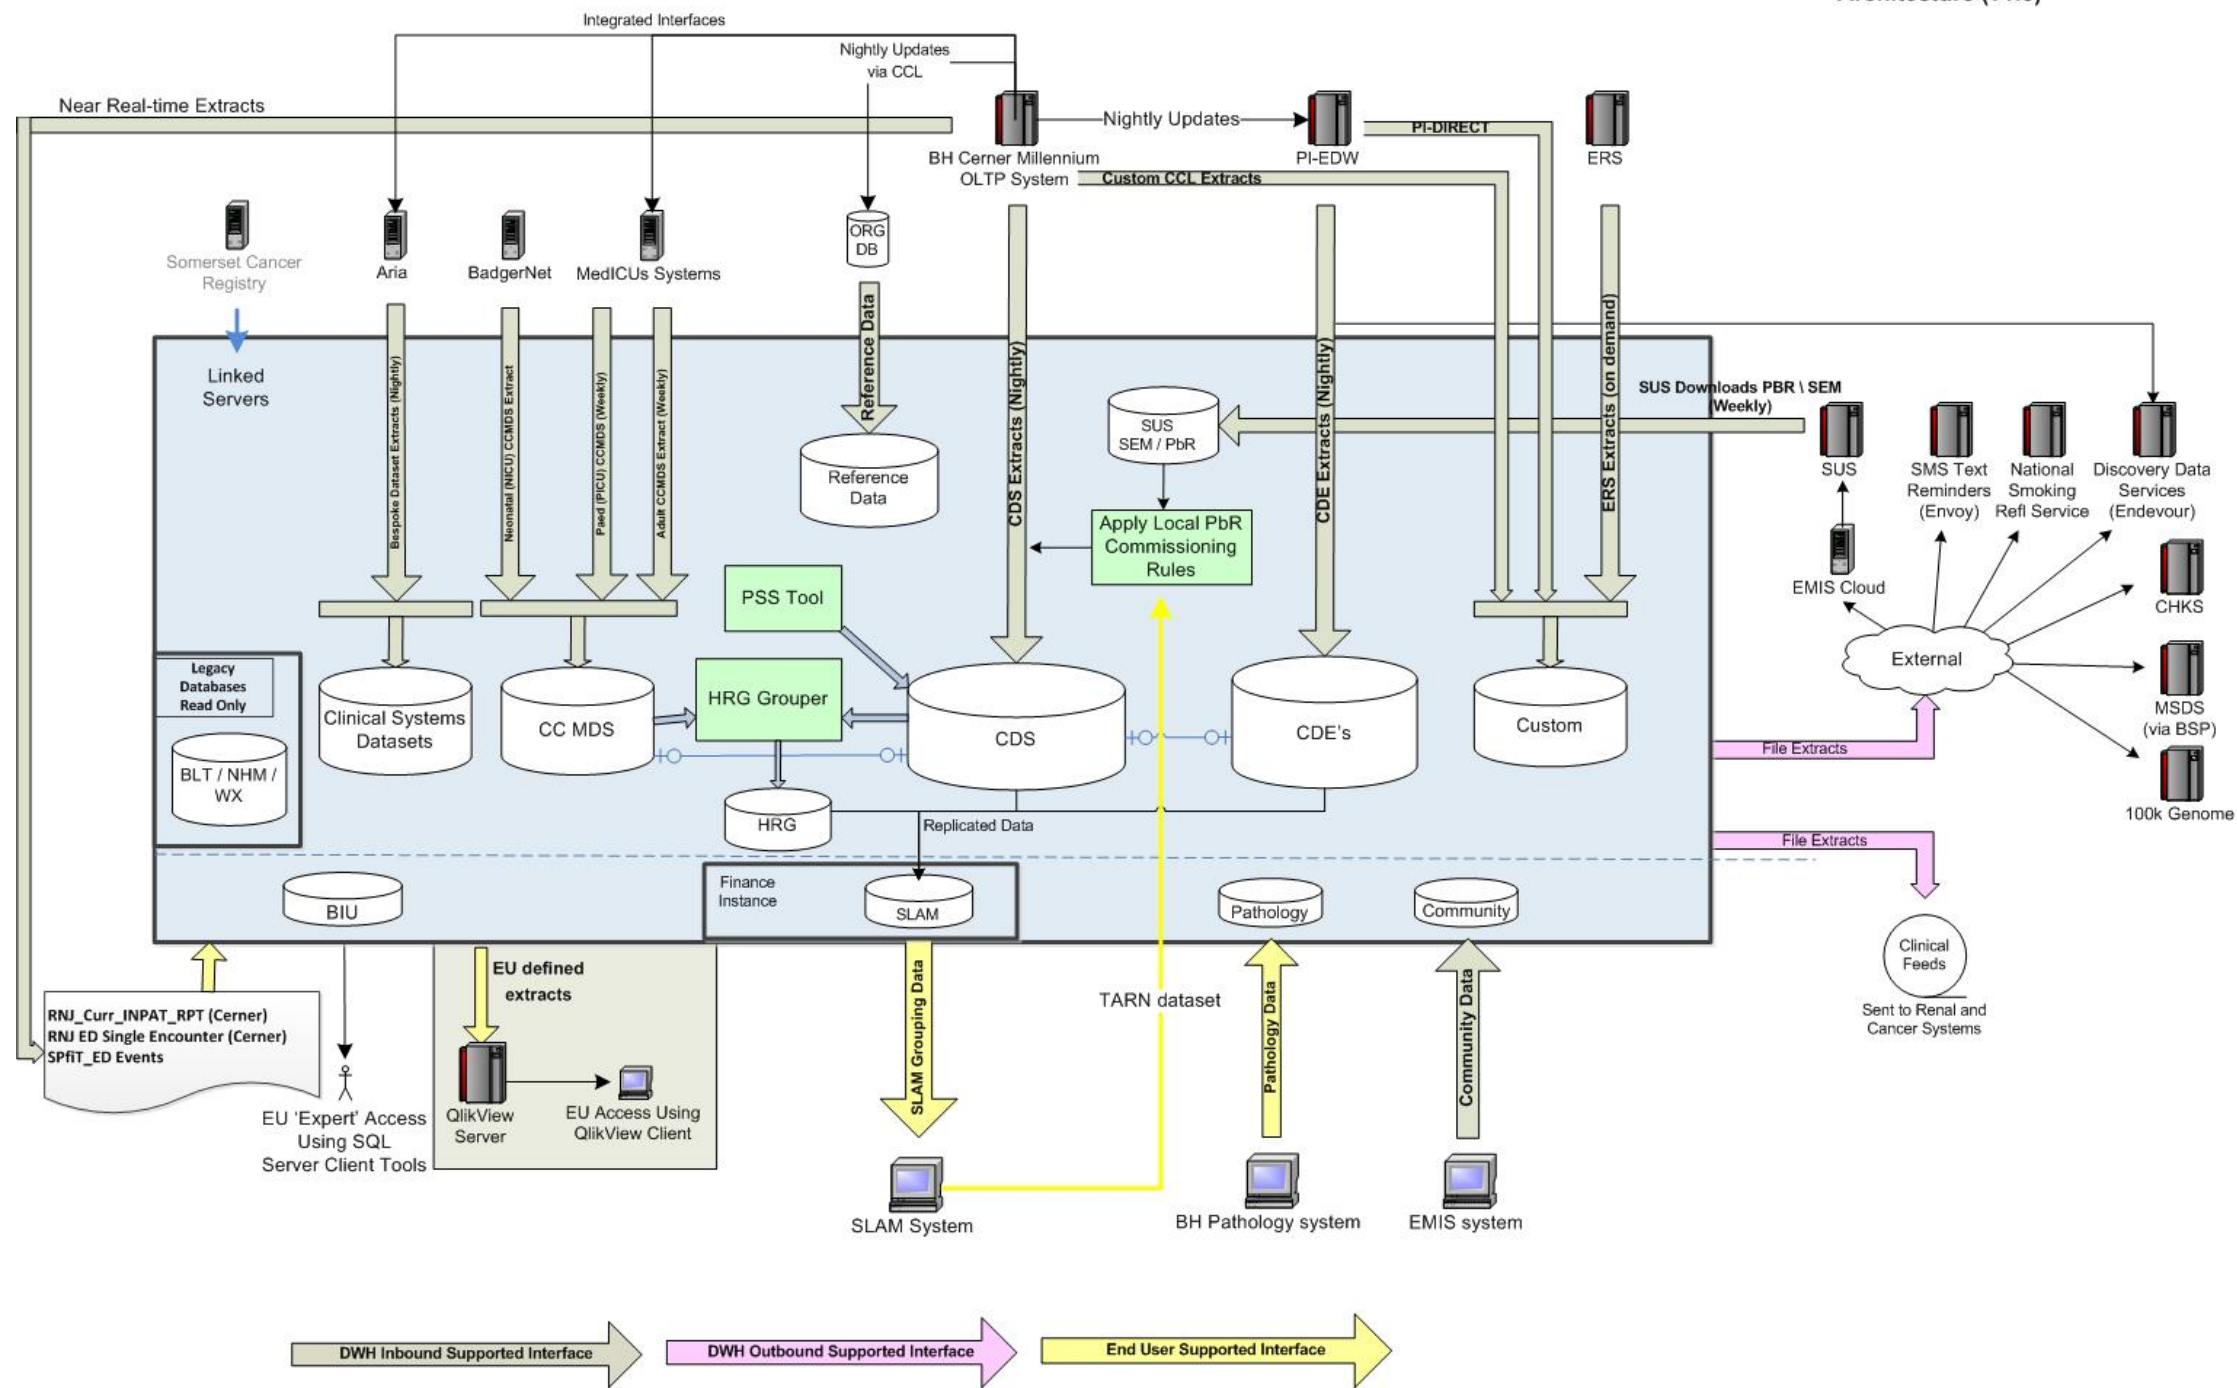 Integrated Interfaces
Nightly Updates
via CCL
Near Real-time Extracts
Nightly Updates
PI-DIRECT
BH Cerner Millennium
OLTP System
PI-EDW
ERS
Custom CCL Extracts
ORG
DB
Somerset Cancer
Registry
Aria
BadgerNet
MedICUs Systems
Linked
Servers
Bespoke Dataset Extracts (Nightly)
Neonatal (NICU) CCMDS Extract
Paed (PICU) CCMDS (Weekly)
Adult CCMDS Extract (Weekly)
Reference Data
CDS Extracts (Nightly)
CDE Extracts (Nightly)
ERS Extracts (on demand)
SUS Downloads PBR \ SEM
(Weekly)
SUS
SEM / PbR
Reference
Data
Apply Local PbR
Commissioning
Rules
SUS
SMS Text
Reminders
(Envoy)
National
Smoking
Refl Service
Discovery Data
Services
(Endevour)
EMIS Cloud
CHKS
External
MSDS
(via BSP)
100k Genome
PSS Tool
HRG Grouper
Legacy
Databases
Read Only
BLT / NHM /
WX
Clinical Systems
Datasets
CC MDS
CDS
CDE's
Custom
HRG
Replicated Data
File Extracts
File Extracts
BIU
Finance
Instance
SLAM
Pathology
Community
Clinical
Feeds
Sent to Renal and
Cancer Systems
EU defined
extracts
RNJ_Curr_INPAT_RPT (Cerner)
RNJ ED Single Encounter (Cerner)
SPfiT_ED Events
EU 'Expert' Access
Using SQL
Server Client Tools
QlikView
Server
EU Access Using
QlikView Client
SLAM Grouping Data
TARN dataset
Pathology Data
Community Data
SLAM System
BH Pathology system
EMIS system
DWH Inbound Supported Interface
DWH Outbound Supported Interface
End User Supported Interface